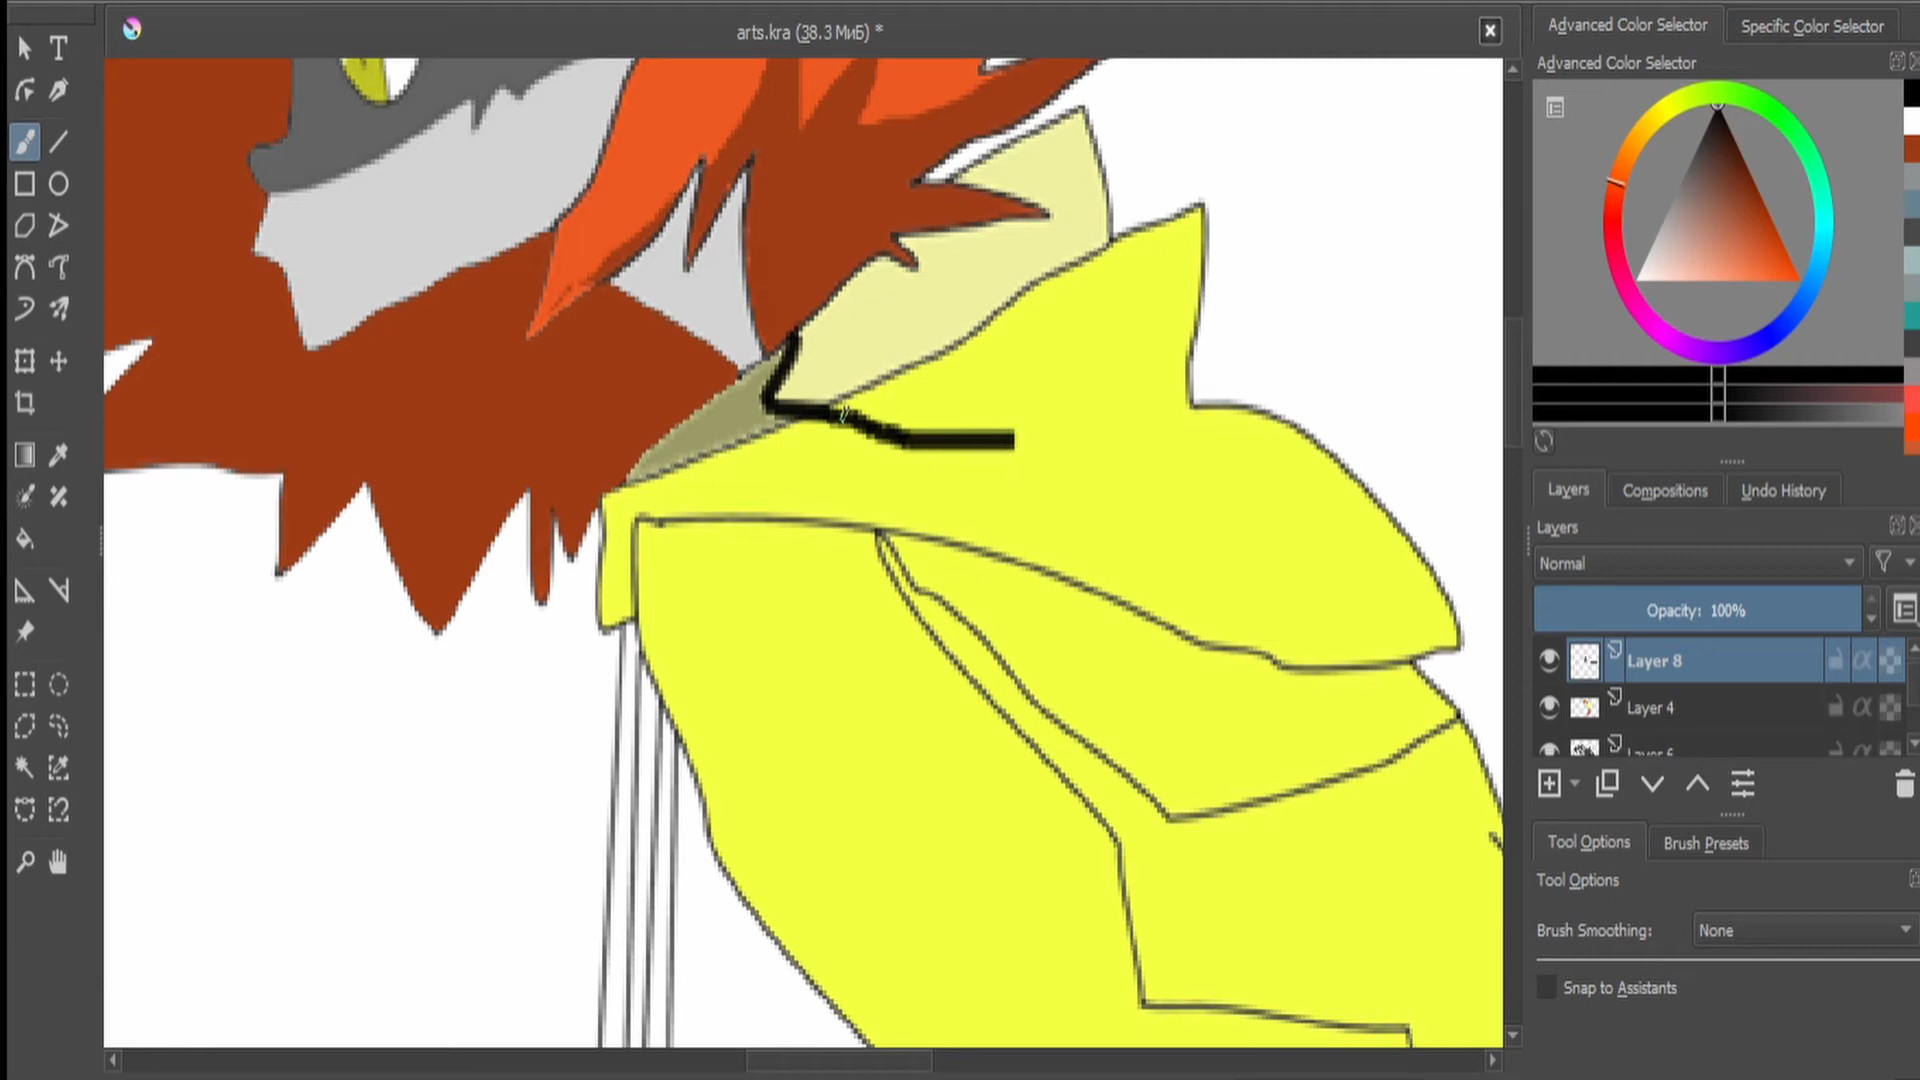 arts.kra (38.3 МиБ) *
Advanced Color Selector
Specific Color Selector
Advanced Color Selector
Layers
Compositions
Undo History
Layers
Normal
Opacity: 100%
Layer 8
Layer 4
Layer 6
Tool Options
Brush Presets
Tool Options
Brush Smoothing:
None
Snap to Assistants